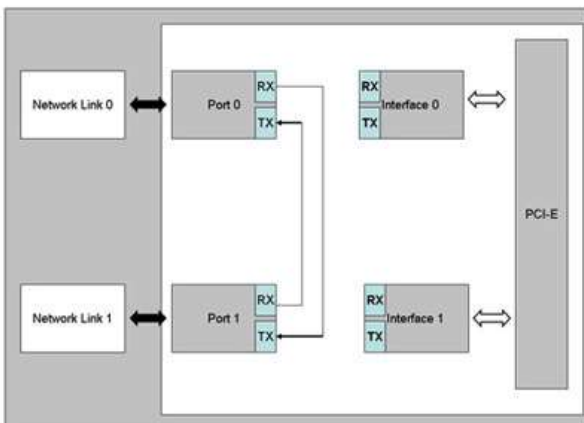 RX
RX
Network Link 0
Port 0
Interface 0
TX
TX
PCI-E
RX
RX
Network Link 1
Port 1
Interface 1
TX
TX